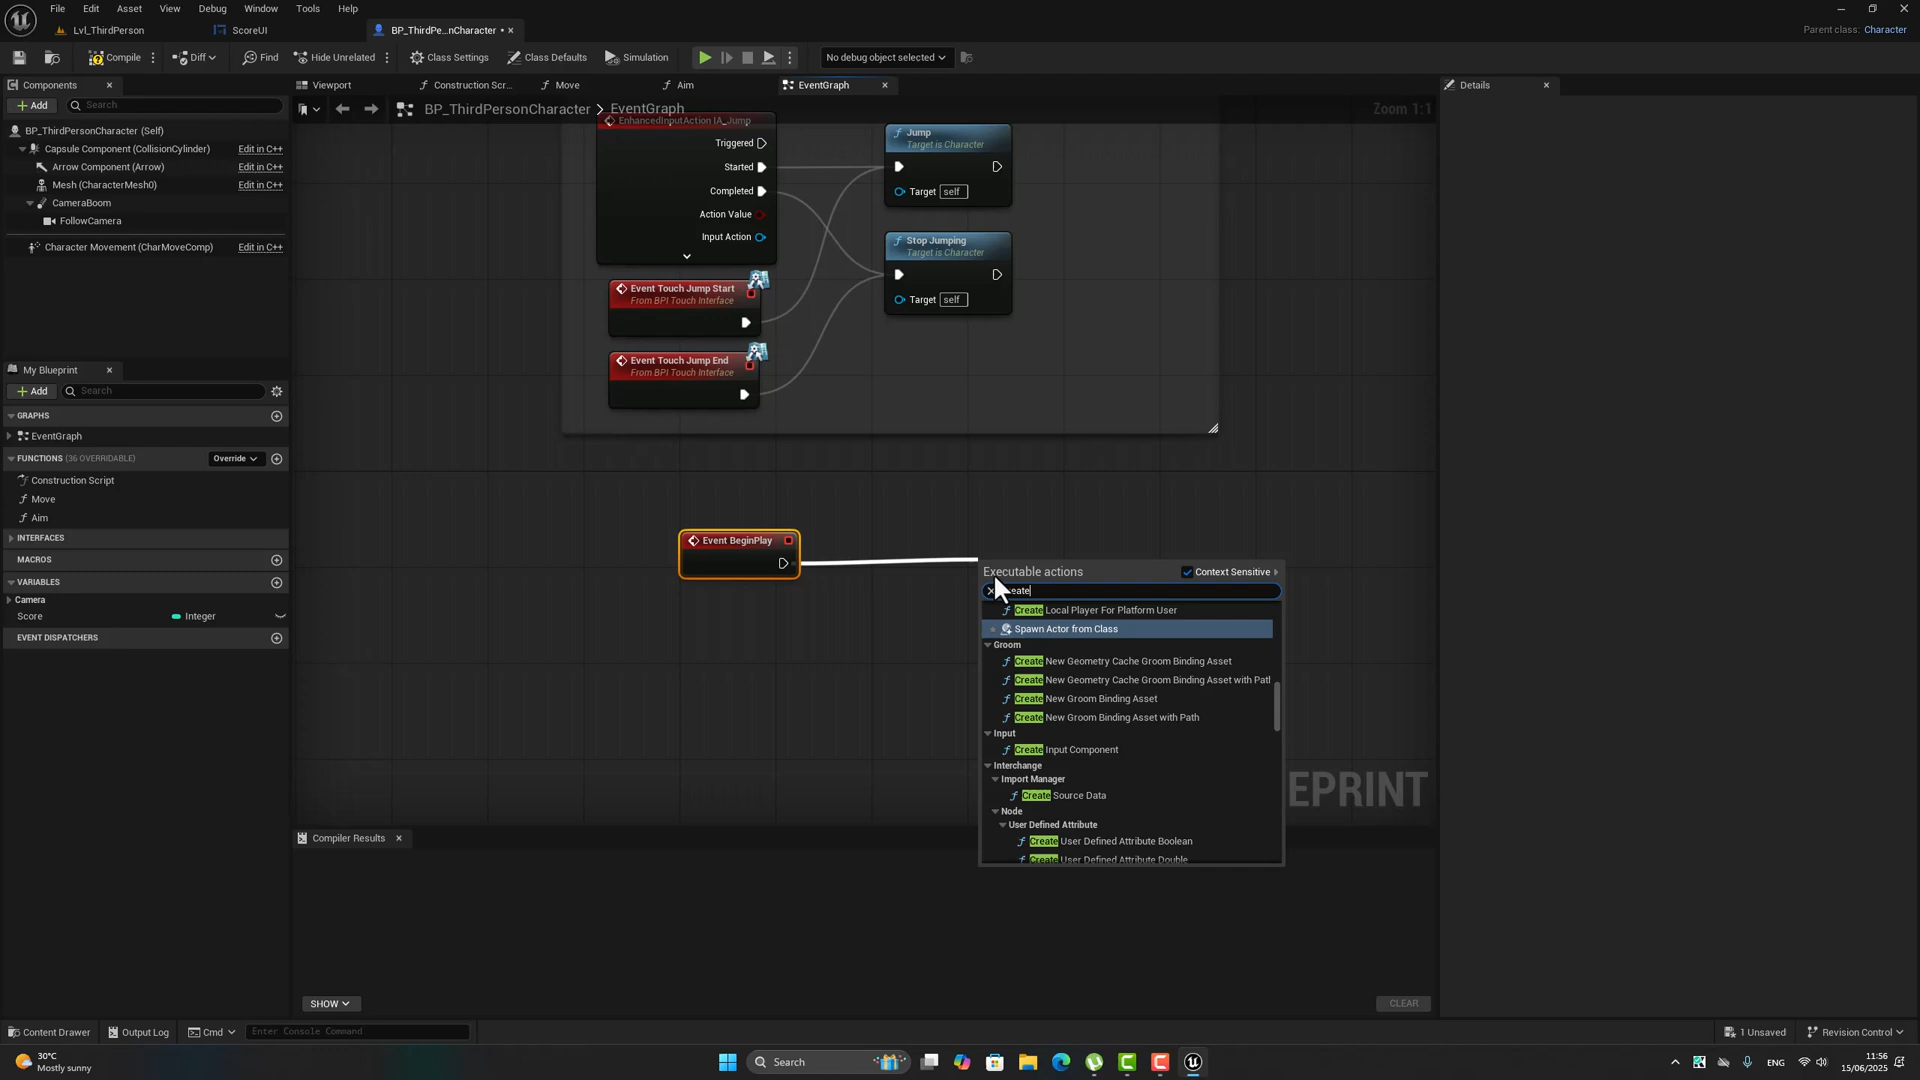 File Edit Asset View Debug Window Tools Help
Lvl_ThirdPerson ScoreUI BP_ThirdPe...nCharacter •
Parent class: Character
Compile Diff Find Hide Unrelated Class Settings Class Defaults Simulation No debug object selected
Components
Add Search
BP_ThirdPersonCharacter (Self)
Capsule Component (CollisionCylinder) Edit in C++
Arrow Component (Arrow) Edit in C++
Mesh (CharacterMesh0) Edit in C++
CameraBoom
FollowCamera
Character Movement (CharMoveComp) Edit in C++
My Blueprint
Add Search
GRAPHS
EventGraph
FUNCTIONS (36 OVERRIDABLE) Override
Construction Script
Move
Aim
INTERFACES
MACROS
VARIABLES
Camera
Score Integer
EVENT DISPATCHERS
Viewport Construction Scr... Move Aim EventGraph
BP_ThirdPersonCharacter > EventGraph Zoom 1:1
EnhancedInputAction IA_Jump
Triggered
Started
Completed
Action Value
Input Action
Jump
Target is Character
Target self
Stop Jumping
Target is Character
Target self
Event Touch Jump Start
From BPI Touch Interface
Event Touch Jump End
From BPI Touch Interface
Event BeginPlay
Executable actions Context Sensitive
eate
Create Local Player For Platform User
Spawn Actor from Class
Groom
Create New Geometry Cache Groom Binding Asset
Create New Geometry Cache Groom Binding Asset with Path
Create New Groom Binding Asset
Create New Groom Binding Asset with Path
Input
Create Input Component
Interchange
Import Manager
Create Source Data
Node
User Defined Attribute
Create User Defined Attribute Boolean
Create User Defined Attribute Double
EPRINT
Compiler Results
SHOW
CLEAR
Details
Content Drawer Output Log Cmd Enter Console Command
1 Unsaved Revision Control
30°C
Mostly sunny
Search
ENG
11:56
15/06/2025